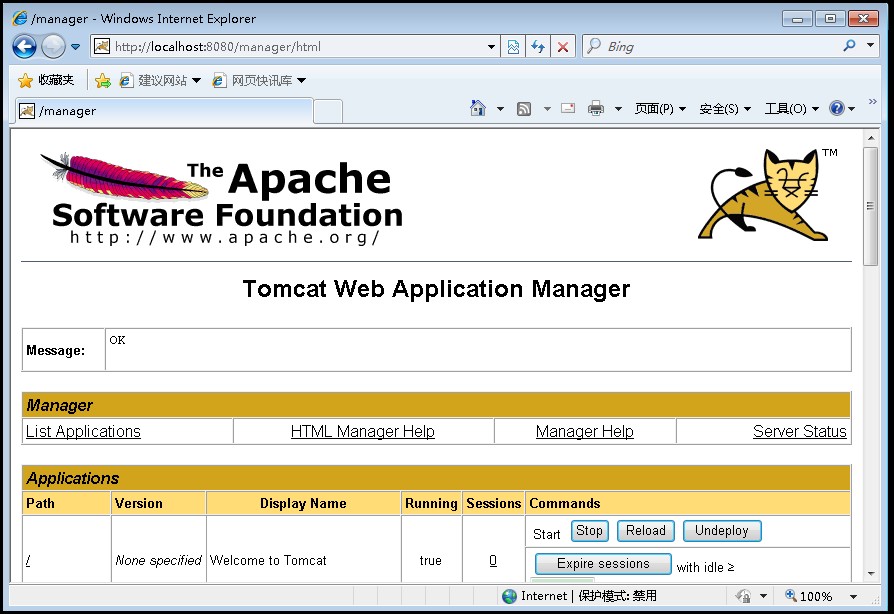 /manager - Windows Internet Explorer
http://localhost:8080/manager/html
Bing
收藏夹 建议网站 网页快讯库
/manager 页面(P) 安全(S) 工具(O)
The Apache
Software Foundation
http://www.apache.org/
TM
Tomcat Web Application Manager
Message: OK
Manager
List Applications HTML Manager Help Manager Help Server Status
Applications
Path Version Display Name Running Sessions Commands
Start Stop Reload Undeploy
/ None specified Welcome to Tomcat true 0
Expire sessions with idle ≥
Internet | 保护模式: 禁用 100%